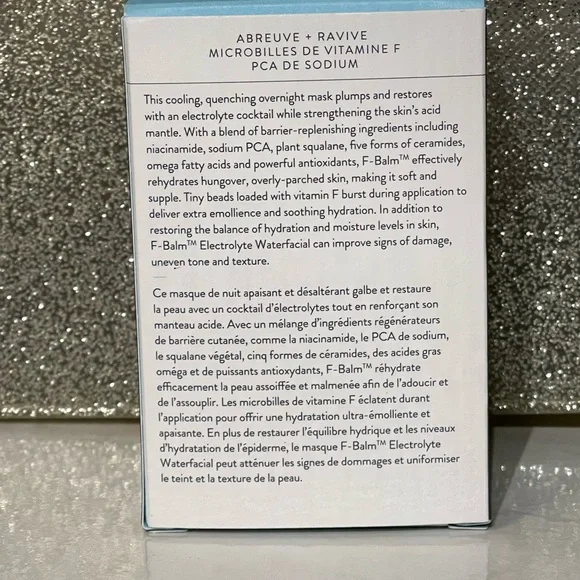 ABREUVE + RAVIVE
MICROBILLES DE VITAMINE F
PCA DE SODIUM
This cooling, quenching overnight mask plumps and restores
with an electrolyte cocktail while strengthening the skin's acid
mantle. With a blend of barrier-replenishing ingredients including
niacinamide, sodium PCA, plant squalane, five forms of ceramides,
omega fatty acids and powerful antioxidants, F-Balm™ effectively
rehydrates hungover, overly-parched skin, making it soft and
supple. Tiny beads loaded with vitamin F burst during application to
deliver extra emollience and soothing hydration. In addition to
restoring the balance of hydration and moisture levels in skin,
F-Balm™ Electrolyte Waterfacial can improve signs of damage,
uneven tone and texture.
Ce masque de nuit apaisant et désaltérant galbe et restaure
la peau avec un cocktail d'électrolytes tout en renforçant son
manteau acide. Avec un mélange d'ingrédients régénérateurs
de barrière cutanée, comme la niacinamide, le PCA de sodium,
le squalane végétal, cinq formes de céramides, des acides gras
oméga et de puissants antioxydants, F-Balm™ réhydrate
efficacement la peau assoiffée et malmenée afin de l'adoucir et
de l'assouplir. Les microbilles de vitamine F éclatent durant
l'application pour offrir une hydratation ultra-émolliente et
apaisante. En plus de restaurer l'équilibre hydrique et les niveaux
d'hydratation de l'épiderme, le masque F-Balm™ Electrolyte
Waterfacial peut atténuer les signes de dommages et uniformiser
le teint et la texture de la peau.